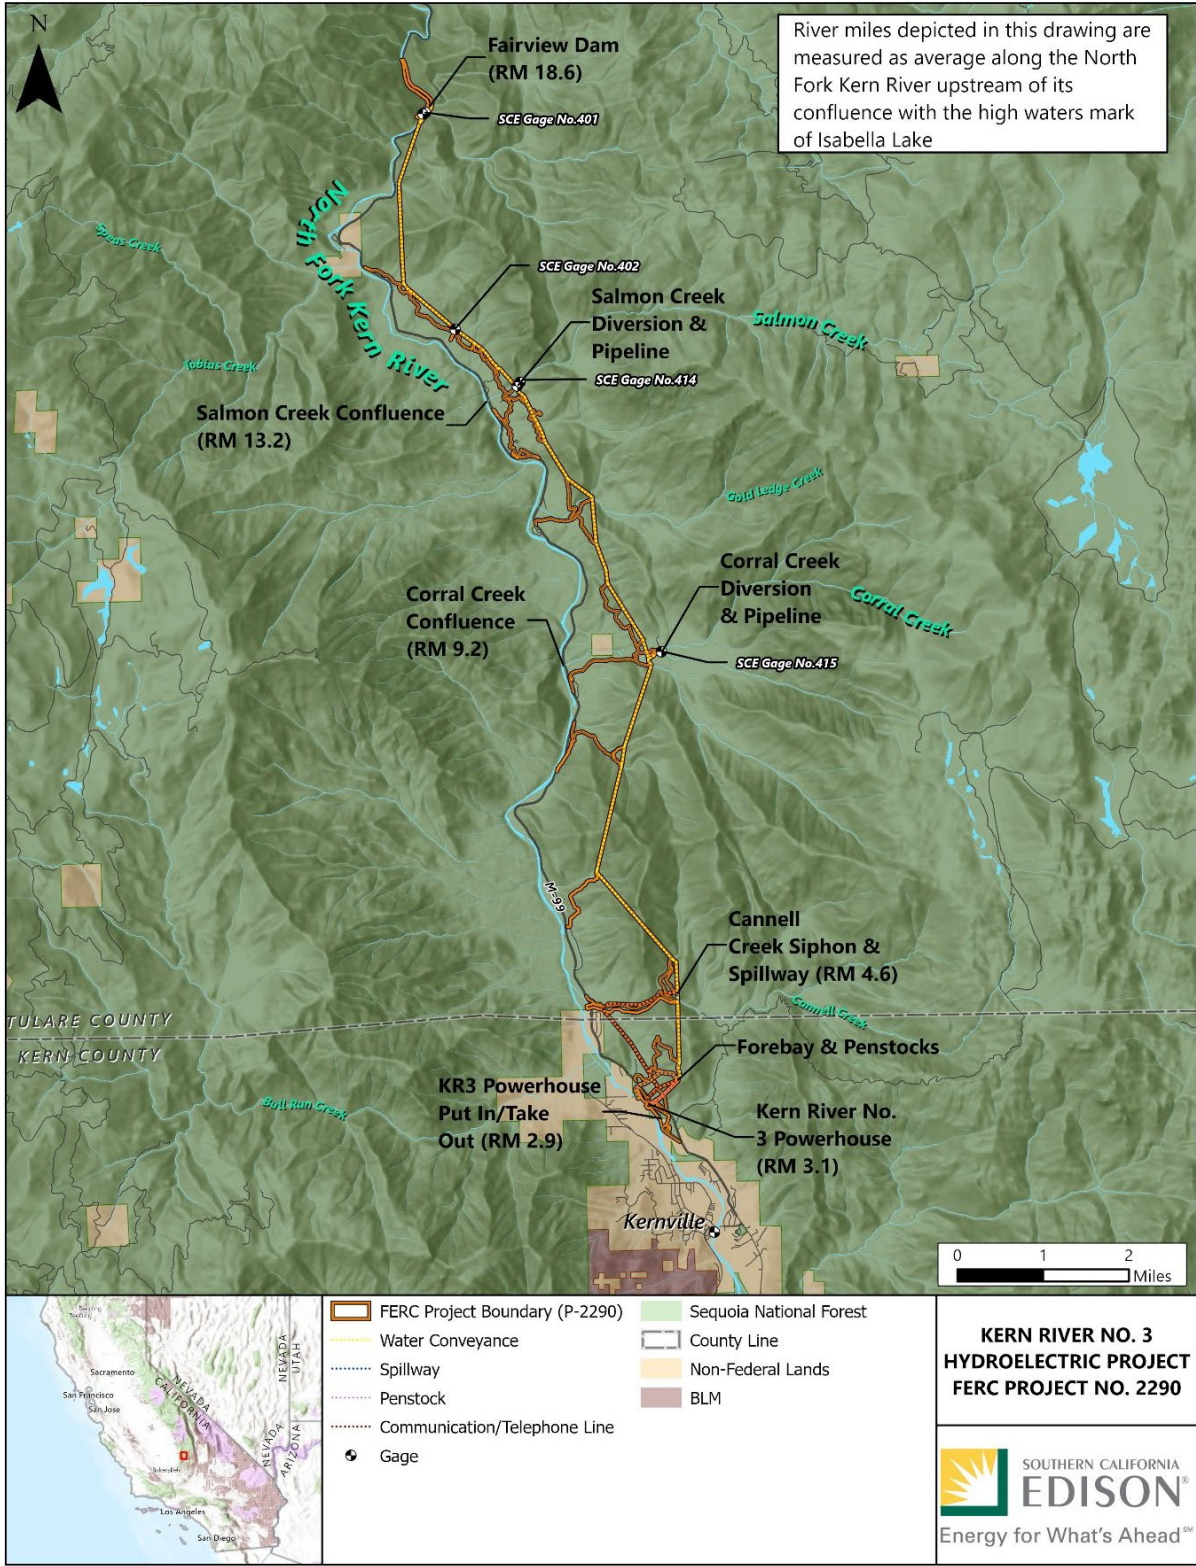 N
River miles depicted in this drawing are
measured as average along the North
Fork Kern River upstream of its
confluence with the high waters mark
of Isabella Lake
Fairview Dam
(RM 18.6)
SCE Gage No.401
North Fork Kern River
Speas Creek
SCE Gage No.402
Salmon Creek
Diversion &
Pipeline
Salmon Creek
Tobias Creek
SCE Gage No.414
Salmon Creek Confluence
(RM 13.2)
Gold Ledge Creek
Corral Creek
Diversion
& Pipeline
Corral Creek
Corral Creek
Confluence
(RM 9.2)
SCE Gage No.415
M-99
Cannell
Creek Siphon &
Spillway (RM 4.6)
Cannell Creek
TULARE COUNTY
KERN COUNTY
Forebay & Penstocks
KR3 Powerhouse
Put In/Take
Out (RM 2.9)
Bull Run Creek
Kern River No.
3 Powerhouse
(RM 3.1)
Kernville
0 1 2
Miles
Redding
Sacramento
San Francisco
San Jose
NEVADA
CALIFORNIA
NEVADA
UTAH
NEVADA
ARIZONA
Bakersfield
Los Angeles
San Diego
FERC Project Boundary (P-2290)
Water Conveyance
Spillway
Penstock
Communication/Telephone Line
Gage
Sequoia National Forest
County Line
Non-Federal Lands
BLM
KERN RIVER NO. 3
HYDROELECTRIC PROJECT
FERC PROJECT NO. 2290
SOUTHERN CALIFORNIA
EDISON®
Energy for What's Ahead℠